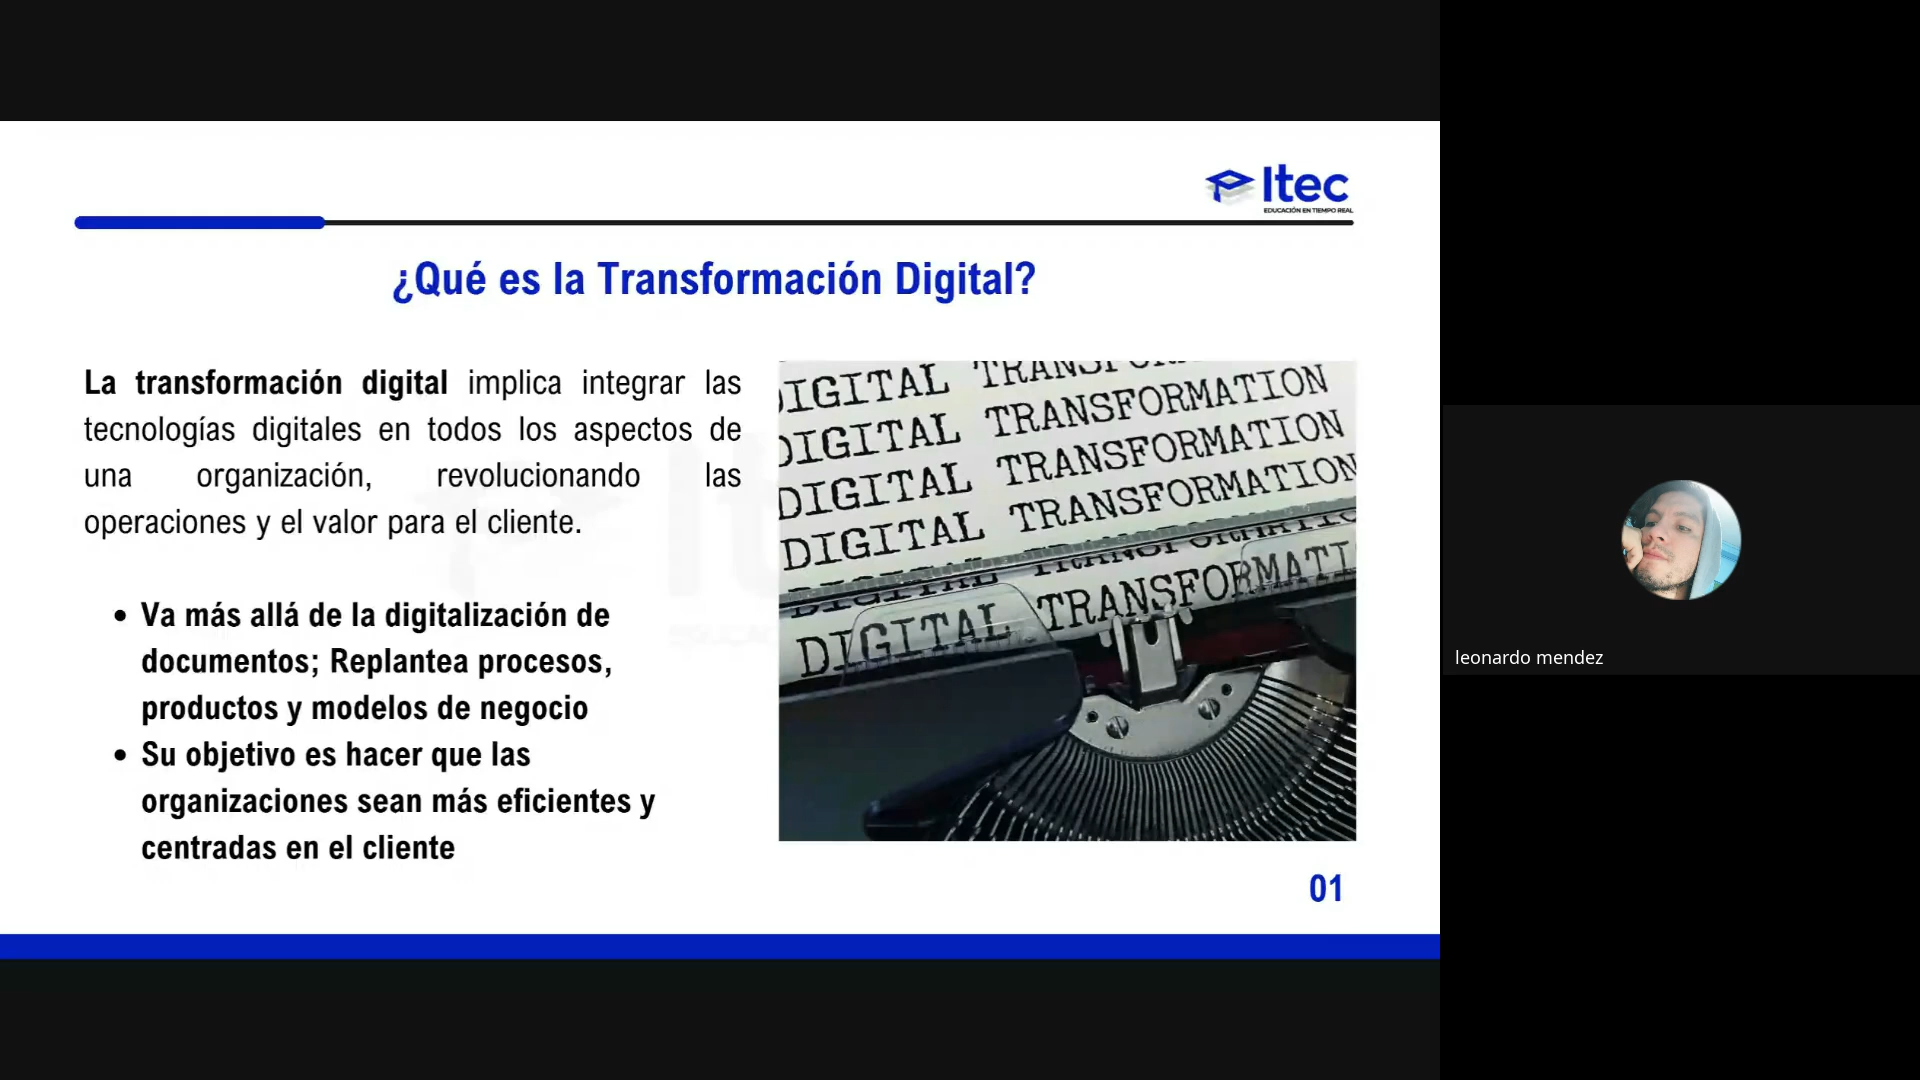 Itec
EDUCACIÓN EN TIEMPO REAL
¿Qué es la Transformación Digital?
La transformación digital implica integrar las
tecnologías digitales en todos los aspectos de
una organización, revolucionando las
operaciones y el valor para el cliente.
• Va más allá de la digitalización de
documentos; Replantea procesos,
productos y modelos de negocio
• Su objetivo es hacer que las
organizaciones sean más eficientes y
centradas en el cliente
DIGITAL TRANSFORMATION
DIGITAL TRANSFORMATION
DIGITAL TRANSFORMATION
DIGITAL TRANSFORMATION
DIGITAL TRANSFORMATI
01
leonardo mendez